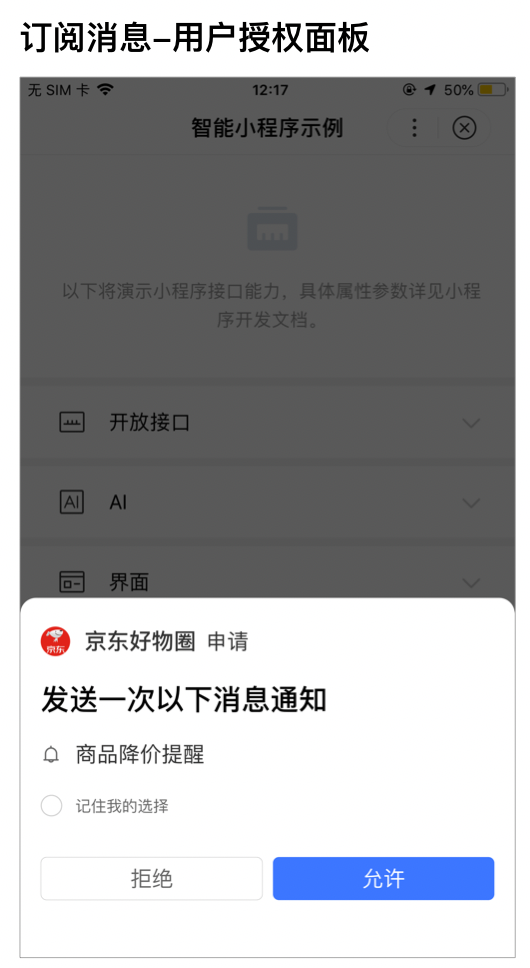 订阅消息–用户授权面板
无 SIM 卡
12:17
50%
智能小程序示例
以下将演示小程序接口能力，具体属性参数详见小程
序开发文档。
开放接口
AI
AI
界面
京东
京东好物圈 申请
发送一次以下消息通知
商品降价提醒
记住我的选择
拒绝
允许